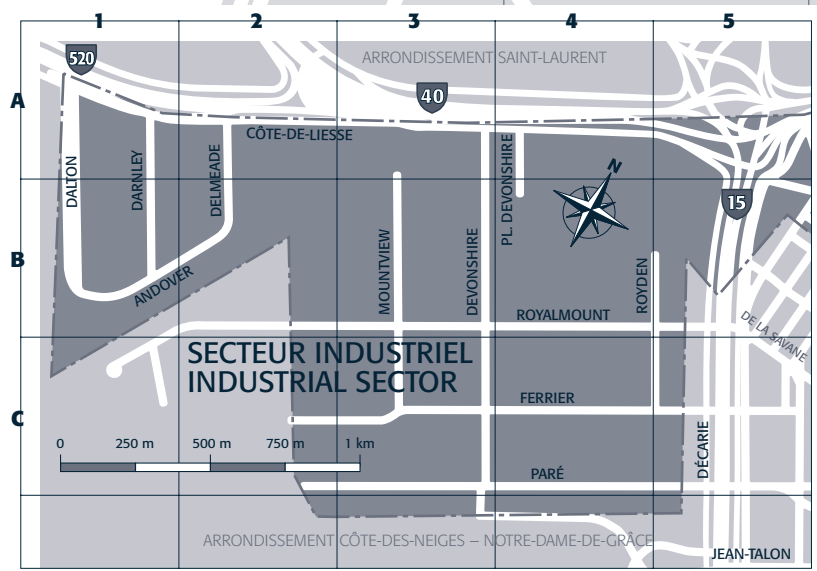 1 2 3 4 5
520
ARRONDISSEMENT SAINT-LAURENT
A
40
CÔTE-DE-LIESSE
DALTON
DARNLEY
DELMEADE
PL. DEVONSHIRE
N
15
B
MOUNTVIEW
DEVONSHIRE
ROYDEN
ANDOVER
ROYALMOUNT
DE LA SAVANE
SECTEUR INDUSTRIEL
INDUSTRIAL SECTOR
FERRIER
C
0 250 m 500 m 750 m 1 km
DÉCARIE
PARÉ
ARRONDISSEMENT CÔTE-DES-NEIGES – NOTRE-DAME-DE-GRÂCE
JEAN-TALON